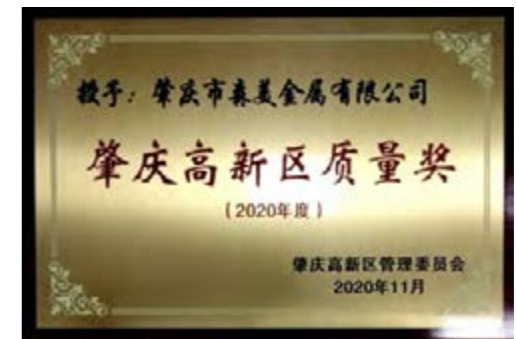 授予：肇庆市森美金属有限公司
肇庆高新区质量奖
（2020年度）
肇庆高新区管理委员会
2020年11月